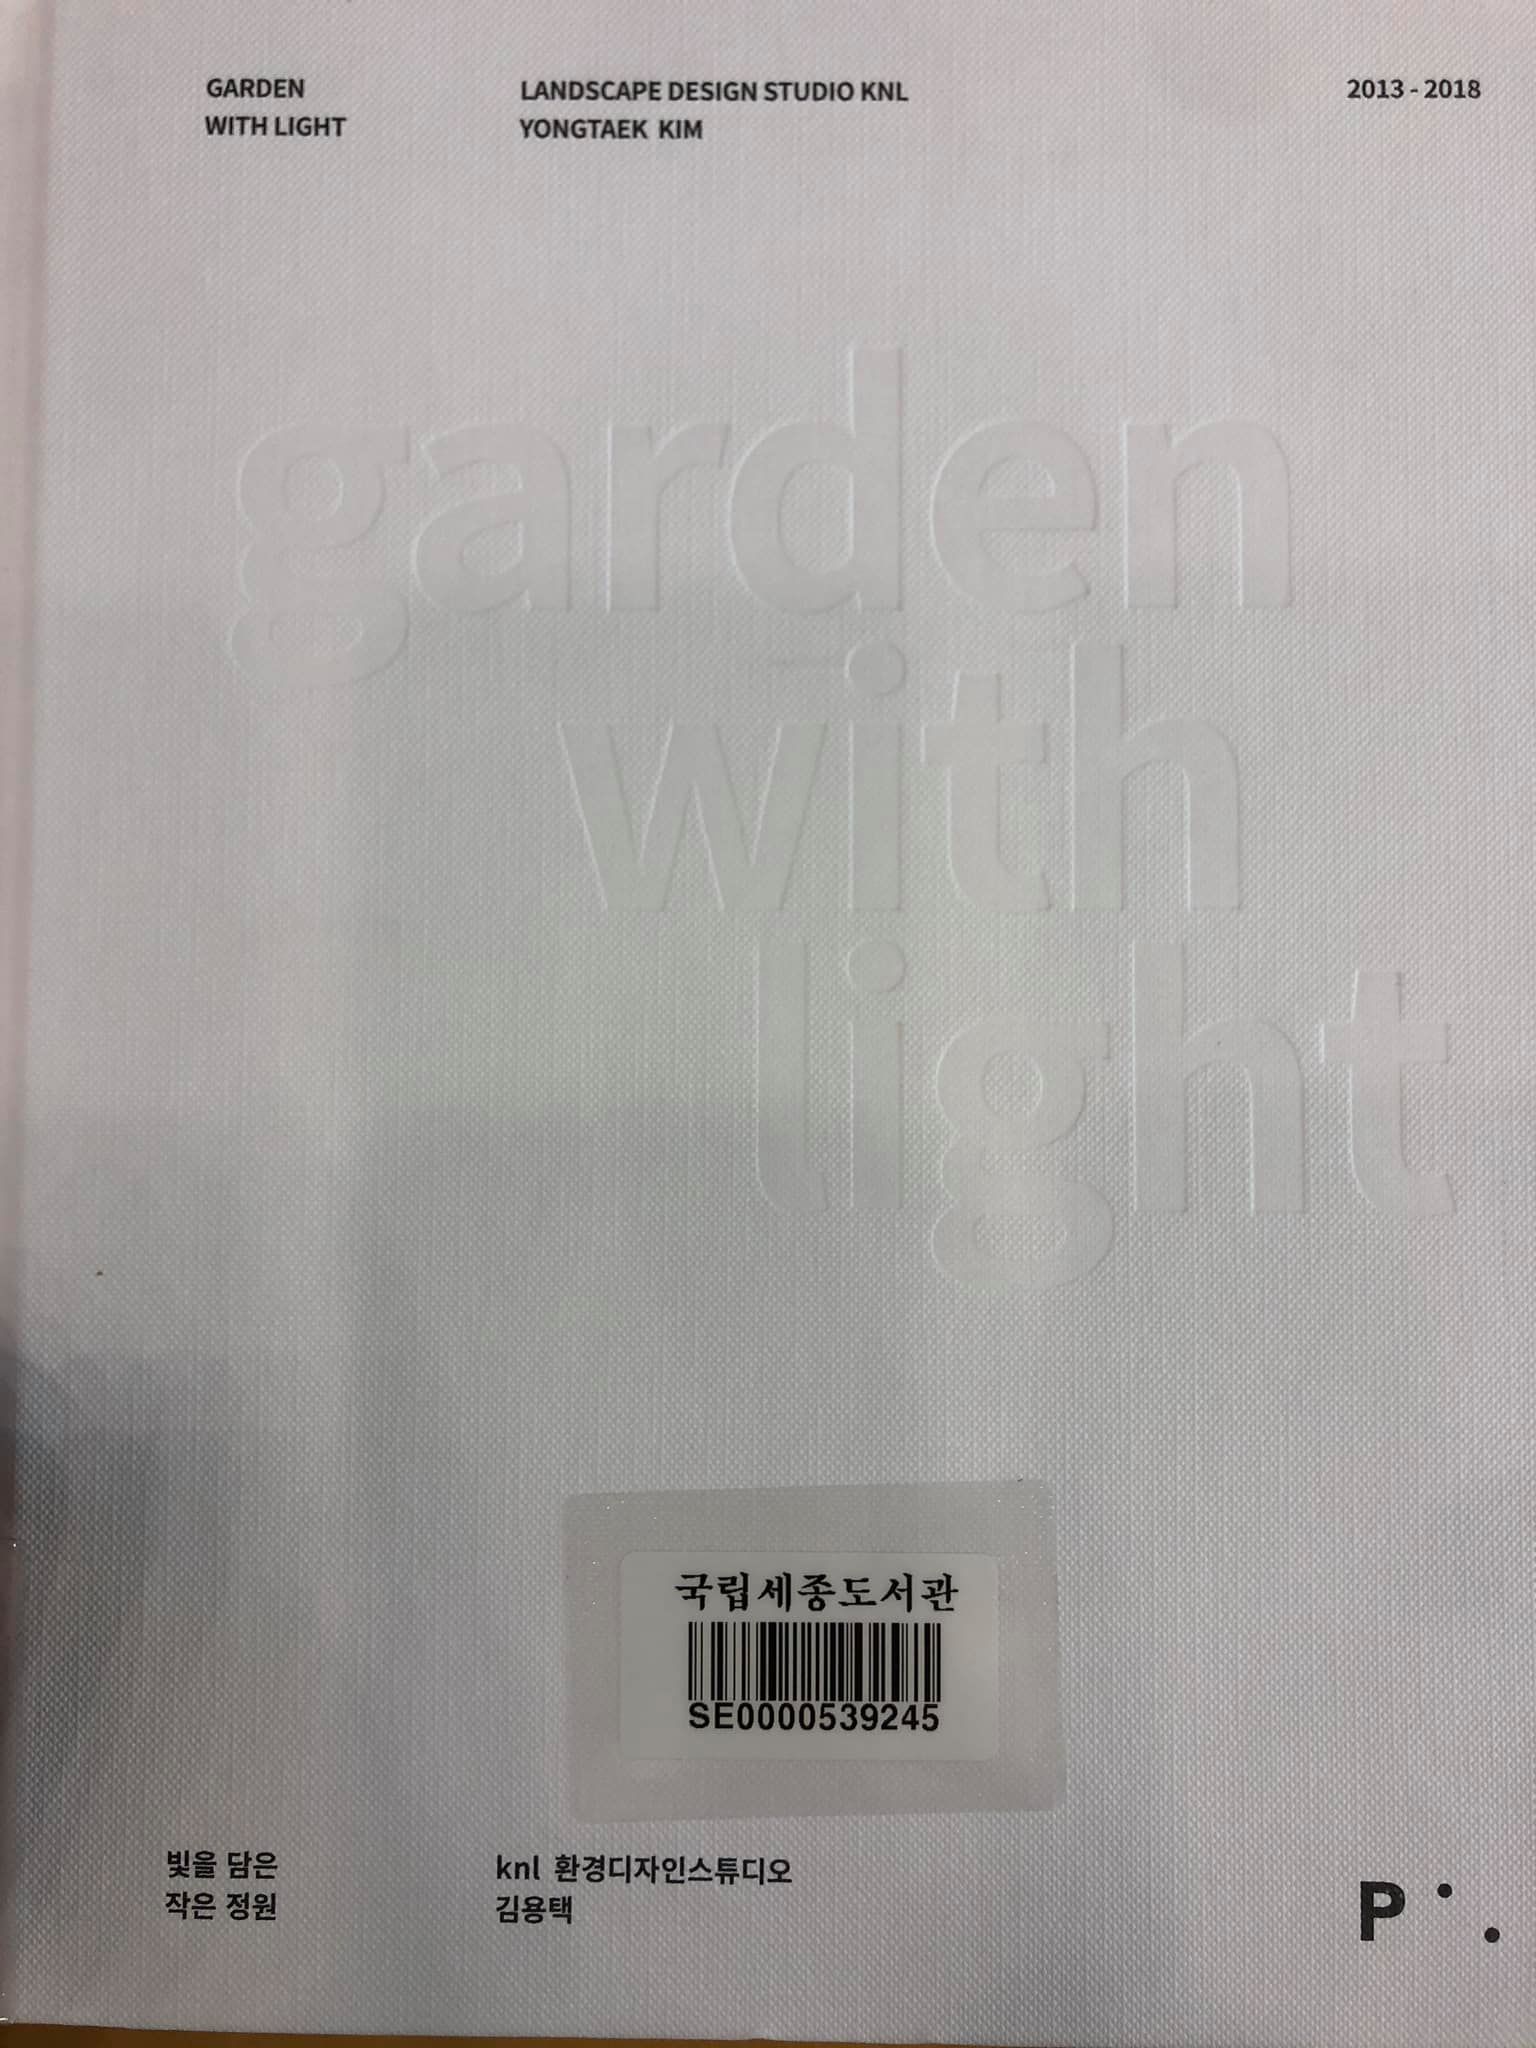 GARDEN
WITH LIGHT
LANDSCAPE DESIGN STUDIO KNL
YONGTAEK KIM
2013 - 2018
garden
with
light
국립세종도서관
SE0000539245
빛을 담은
작은 정원
knl 환경디자인스튜디오
김용택
P